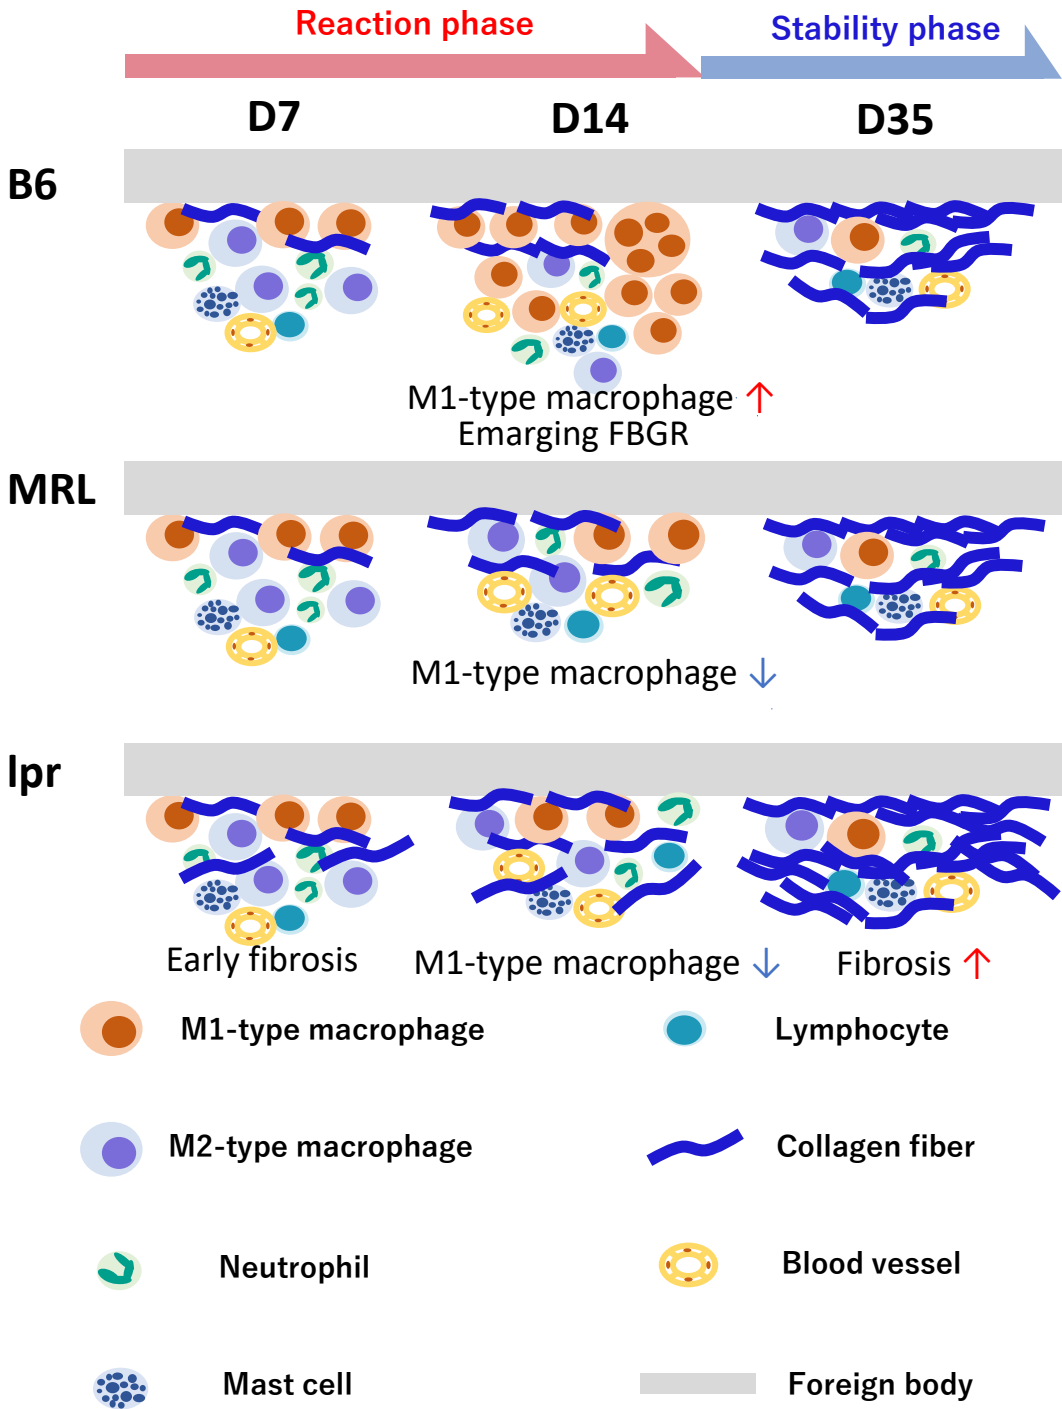 Reaction phase
Stability phase
D7
D14
D35
B6
M1-type macrophage ↑
Emarging FBGR
MRL
M1-type macrophage ↓
lpr
Early fibrosis
M1-type macrophage ↓
Fibrosis ↑
M1-type macrophage
Lymphocyte
M2-type macrophage
Collagen fiber
Neutrophil
Blood vessel
Mast cell
Foreign body